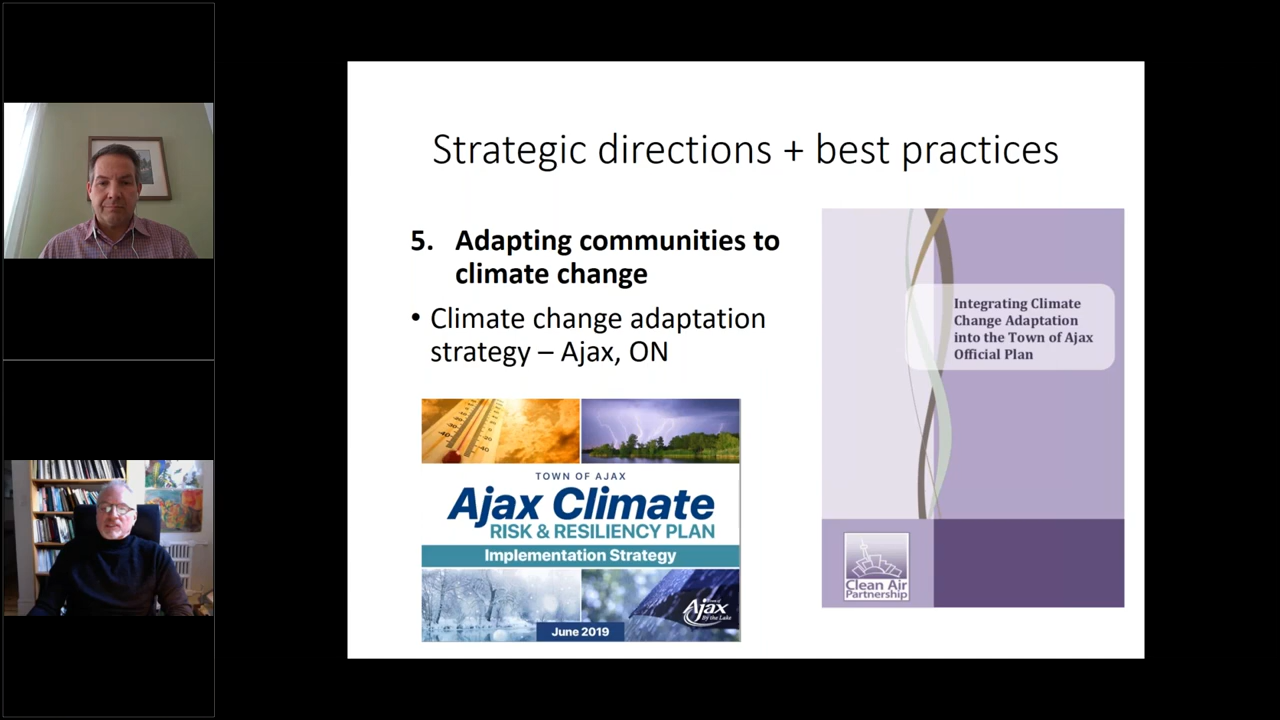 Strategic directions + best practices
5. Adapting communities to
climate change
• Climate change adaptation
strategy – Ajax, ON
TOWN OF AJAX
Ajax Climate
RISK & RESILIENCY PLAN
Implementation Strategy
Town of
Ajax
By the Lake
June 2019
Integrating Climate
Change Adaptation
into the Town of Ajax
Official Plan
Clean Air
Partnership